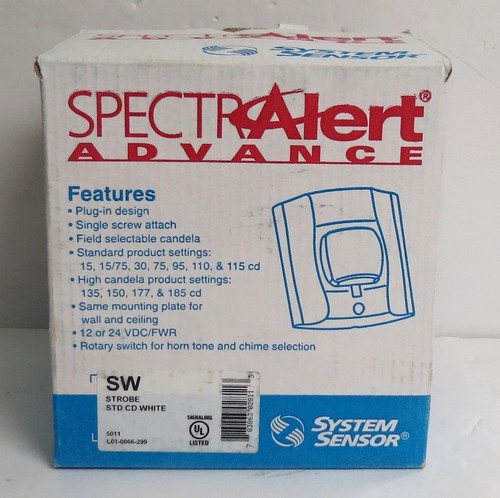 SYSTEM
SENSOR
SPECTRAlert®
ADVANCE
Features
• Plug-in design
• Single screw attach
• Field selectable candela
• Standard product settings:
15, 15/75, 30, 75, 95, 110, & 115 cd
• High candela product settings:
135, 150, 177, & 185 cd
• Same mounting plate for
wall and ceiling
• 12 or 24 VDC/FWR
• Rotary switch for horn tone and chime selection
SW
STROBE
STD CD WHITE
5011
L01-0066-299
SIGNALING
UL
LISTED
SYSTEM
SENSOR®